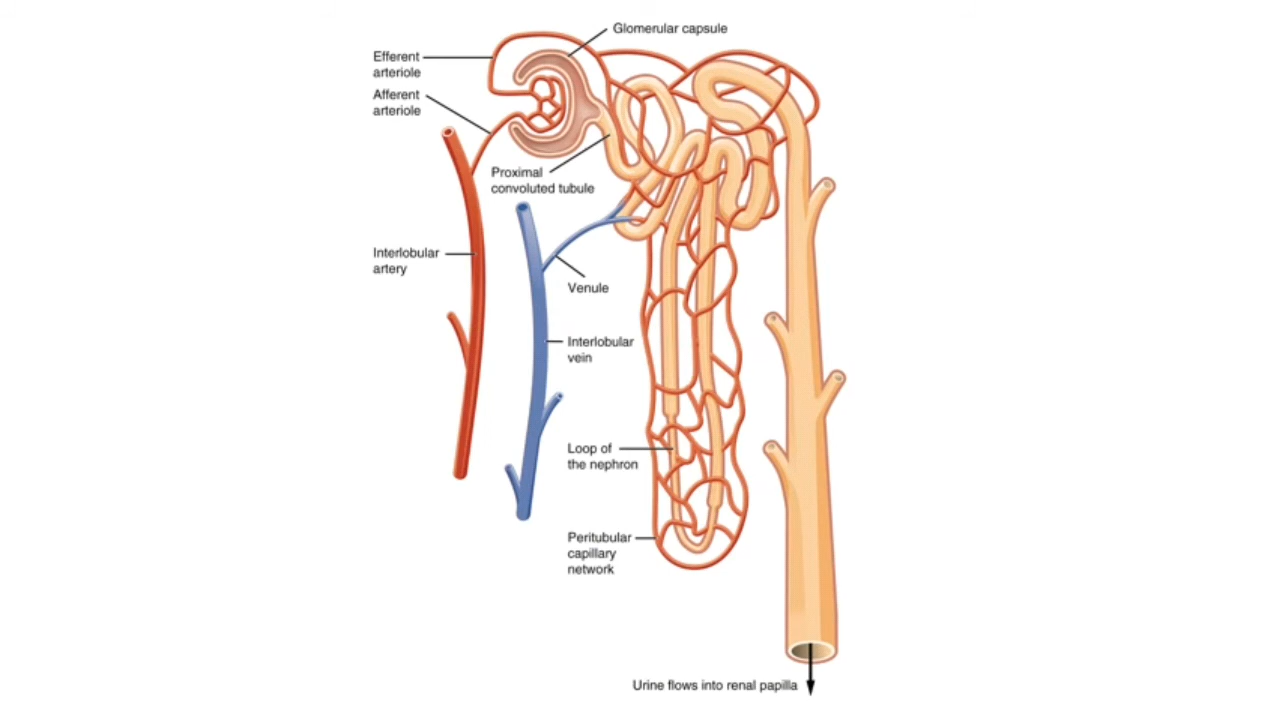 Glomerular capsule
Efferent
arteriole
Afferent
arteriole
Proximal
convoluted tubule
Interlobular
artery
Venule
Interlobular
vein
Loop of
the nephron
Peritubular
capillary
network
Urine flows into renal papilla